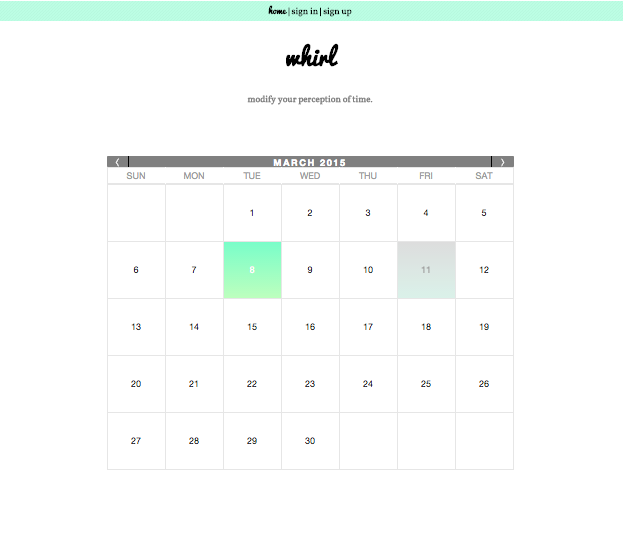 home | sign in | sign up
whirl
modify your perception of time.
〈 MARCH 2015 〉
SUN MON TUE WED THU FRI SAT
1 2 3 4 5
6 7 8 9 10 11 12
13 14 15 16 17 18 19
20 21 22 23 24 25 26
27 28 29 30